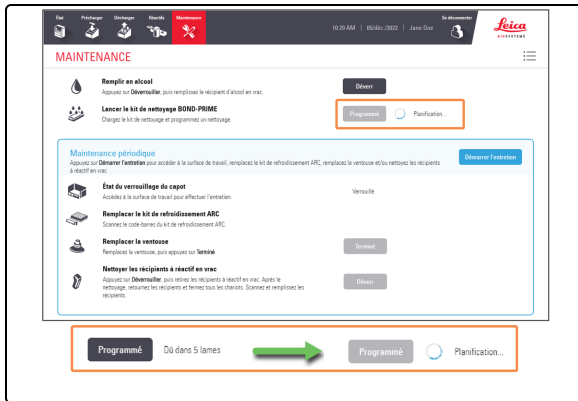 État Précharger Décharger Réactifs Maintenance
10:29 AM | 05/déc./2022 | Jane Doe
Se déconnecter
Leica
BIOSYSTEMS
MAINTENANCE
Remplir en alcool
Appuyez sur Déverrouiller, puis remplissez le récipient d'alcool en vrac.
Déverr
Lancer le kit de nettoyage BOND-PRIME
Chargez le kit de nettoyage et programmez un nettoyage.
Programmé Planification...
Maintenance périodique
Appuyez sur Démarrer l'entretien pour accéder à la surface de travail, remplacez le kit de refroidissement ARC, remplacez la ventouse et/ou nettoyez les récipients
à réactif en vrac.
Démarrer l'entretien
État du verrouillage du capot
Accédez à la surface de travail pour effectuer l'entretien.
Verrouillé
Remplacer le kit de refroidissement ARC
Scannez le code-barres du kit de refroidissement ARC.
Remplacer la ventouse
Remplacez la ventouse, puis appuyez sur Terminé
Terminé
Nettoyer les récipients à réactif en vrac
Appuyez sur Déverrouiller, puis retirez les récipients à réactif en vrac. Après le
nettoyage, retournez les récipients et fermez tous les chariots. Scannez et remplissez les
récipients.
Déverr
Programmé Dû dans 5 lames Programmé Planification...